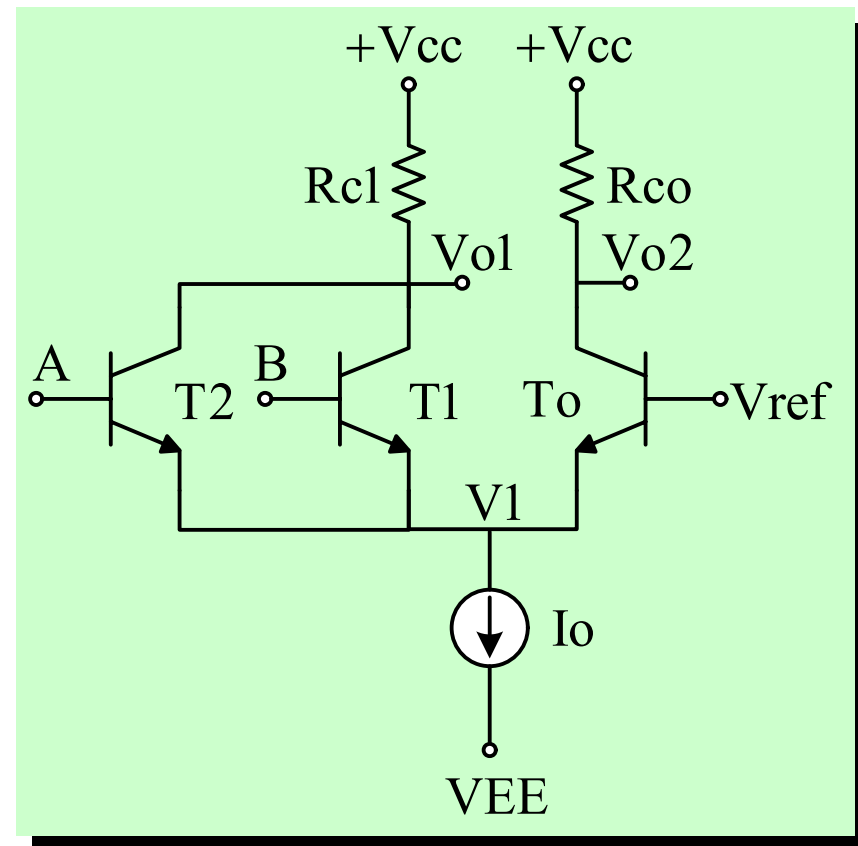 +Vcc +Vcc
Rc1 Rco
Vo1 Vo2
A T2 B T1 To Vref
V1
Io
VEE